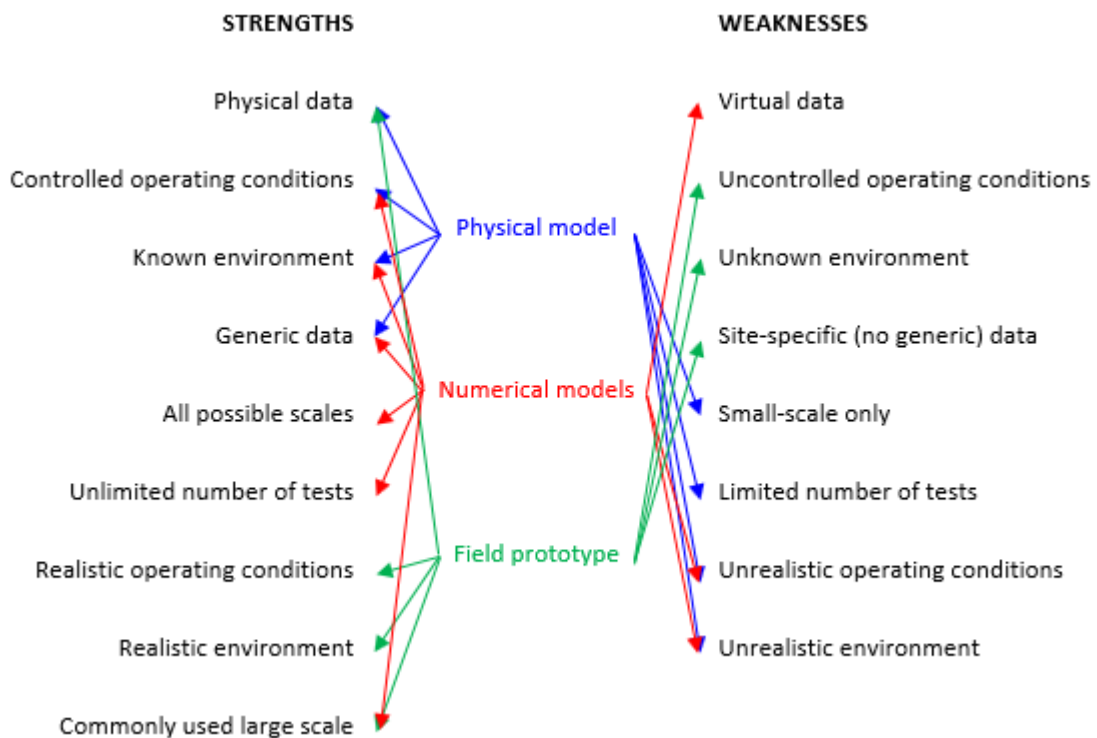 STRENGTHS
WEAKNESSES
Physical data
Virtual data
Controlled operating conditions
Uncontrolled operating conditions
Physical model
Known environment
Unknown environment
Generic data
Site-specific (no generic) data
Numerical models
All possible scales
Small-scale only
Unlimited number of tests
Limited number of tests
Field prototype
Realistic operating conditions
Unrealistic operating conditions
Realistic environment
Unrealistic environment
Commonly used large scale